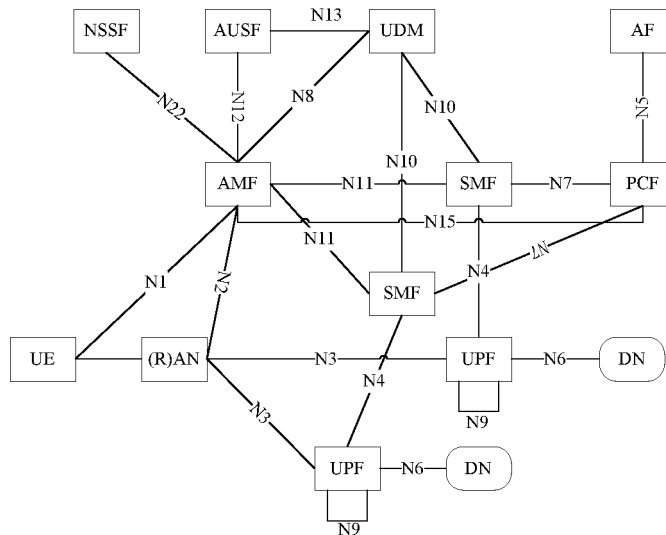 N13
NSSF
AUSF
UDM
AF
N22
N12
N8
N10
N5
N10
AMF
N11
SMF
N7
PCF
N15
N11
N1
N2
N4
N7
SMF
UE
(R)AN
N3
UPF
N6
DN
N4
N3
N9
UPF
N6
DN
N9